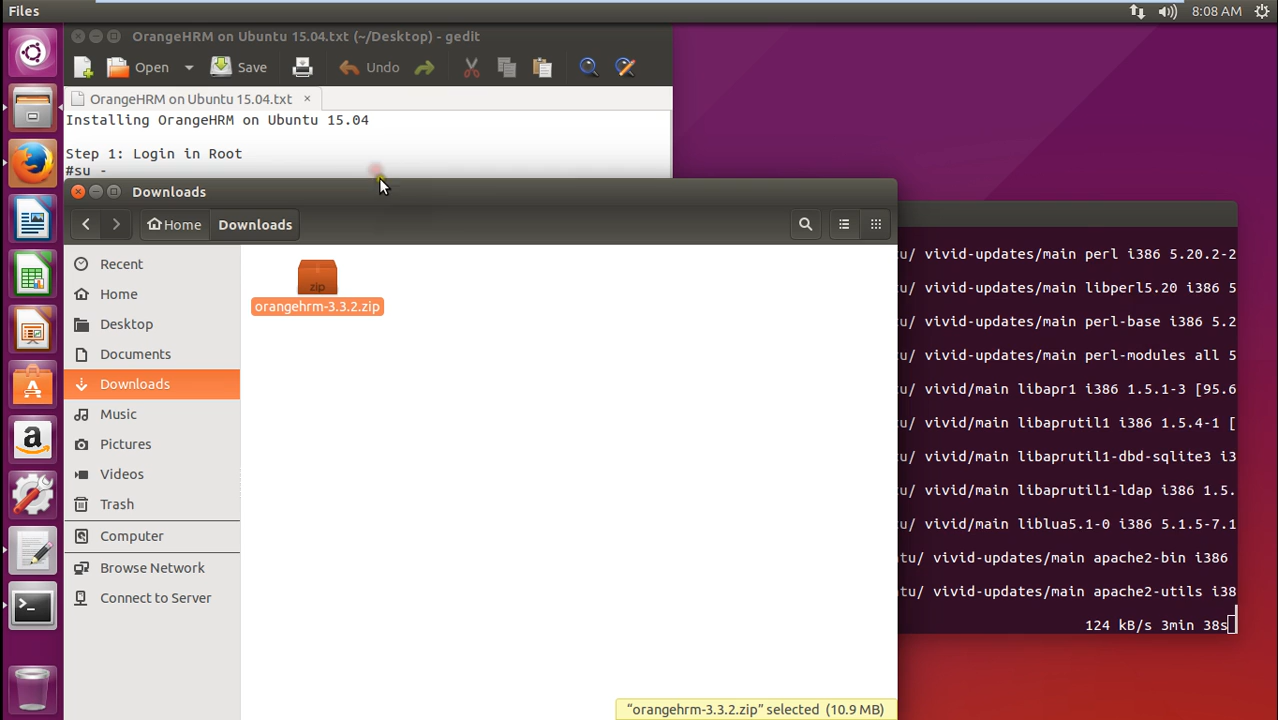 Files
8:08 AM
OrangeHRM on Ubuntu 15.04.txt (~/Desktop) - gedit
Open
Save
Undo
OrangeHRM on Ubuntu 15.04.txt ×
Installing OrangeHRM on Ubuntu 15.04
Step 1: Login in Root
#su -
Downloads
Home
Downloads
Recent
Home
Desktop
Documents
Downloads
Music
Pictures
Videos
Trash
Computer
Browse Network
Connect to Server
zip
orangehrm-3.3.2.zip
"orangehrm-3.3.2.zip" selected (10.9 MB)
u/ vivid-updates/main perl i386 5.20.2-2
u/ vivid-updates/main libperl5.20 i386 5
u/ vivid-updates/main perl-base i386 5.2
u/ vivid-updates/main perl-modules all 5
u/ vivid/main libapr1 i386 1.5.1-3 [95.6
u/ vivid/main libaprutil1 i386 1.5.4-1 [
u/ vivid/main libaprutil1-dbd-sqlite3 i3
u/ vivid/main libaprutil1-ldap i386 1.5.
u/ vivid/main liblua5.1-0 i386 5.1.5-7.1
tu/ vivid-updates/main apache2-bin i386
tu/ vivid-updates/main apache2-utils i38
124 kB/s 3min 38s